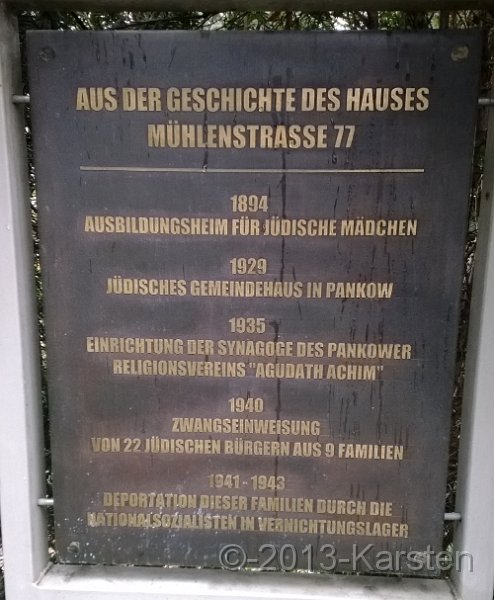 AUS DER GESCHICHTE DES HAUSES
MÜHLENSTRASSE 77
1894
AUSBILDUNGSHEIM FÜR JÜDISCHE MÄDCHEN
1929
JÜDISCHES GEMEINDEHAUS IN PANKOW
1935
EINRICHTUNG DER SYNAGOGE DES PANKOWER
RELIGIONSVEREINS "AGUDATH ACHIM"
1940
ZWANGSEINWEISUNG
VON 22 JÜDISCHEN BÜRGERN AUS 9 FAMILIEN
1941 - 1943
DEPORTATION DIESER FAMILIEN DURCH DIE
NATIONALSOZIALISTEN IN VERNICHTUNGSLAGER
© 2013-Karsten